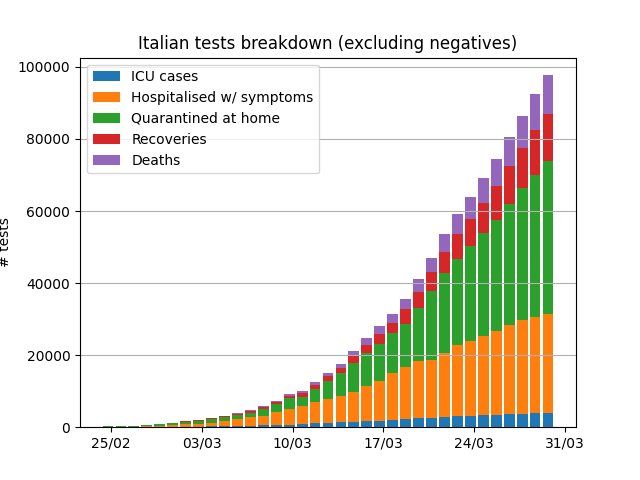 Italian tests breakdown (excluding negatives)
100000
80000
60000
40000
20000
0
# tests
ICU cases
Hospitalised w/ symptoms
Quarantined at home
Recoveries
Deaths
25/02 03/03 10/03 17/03 24/03 31/03